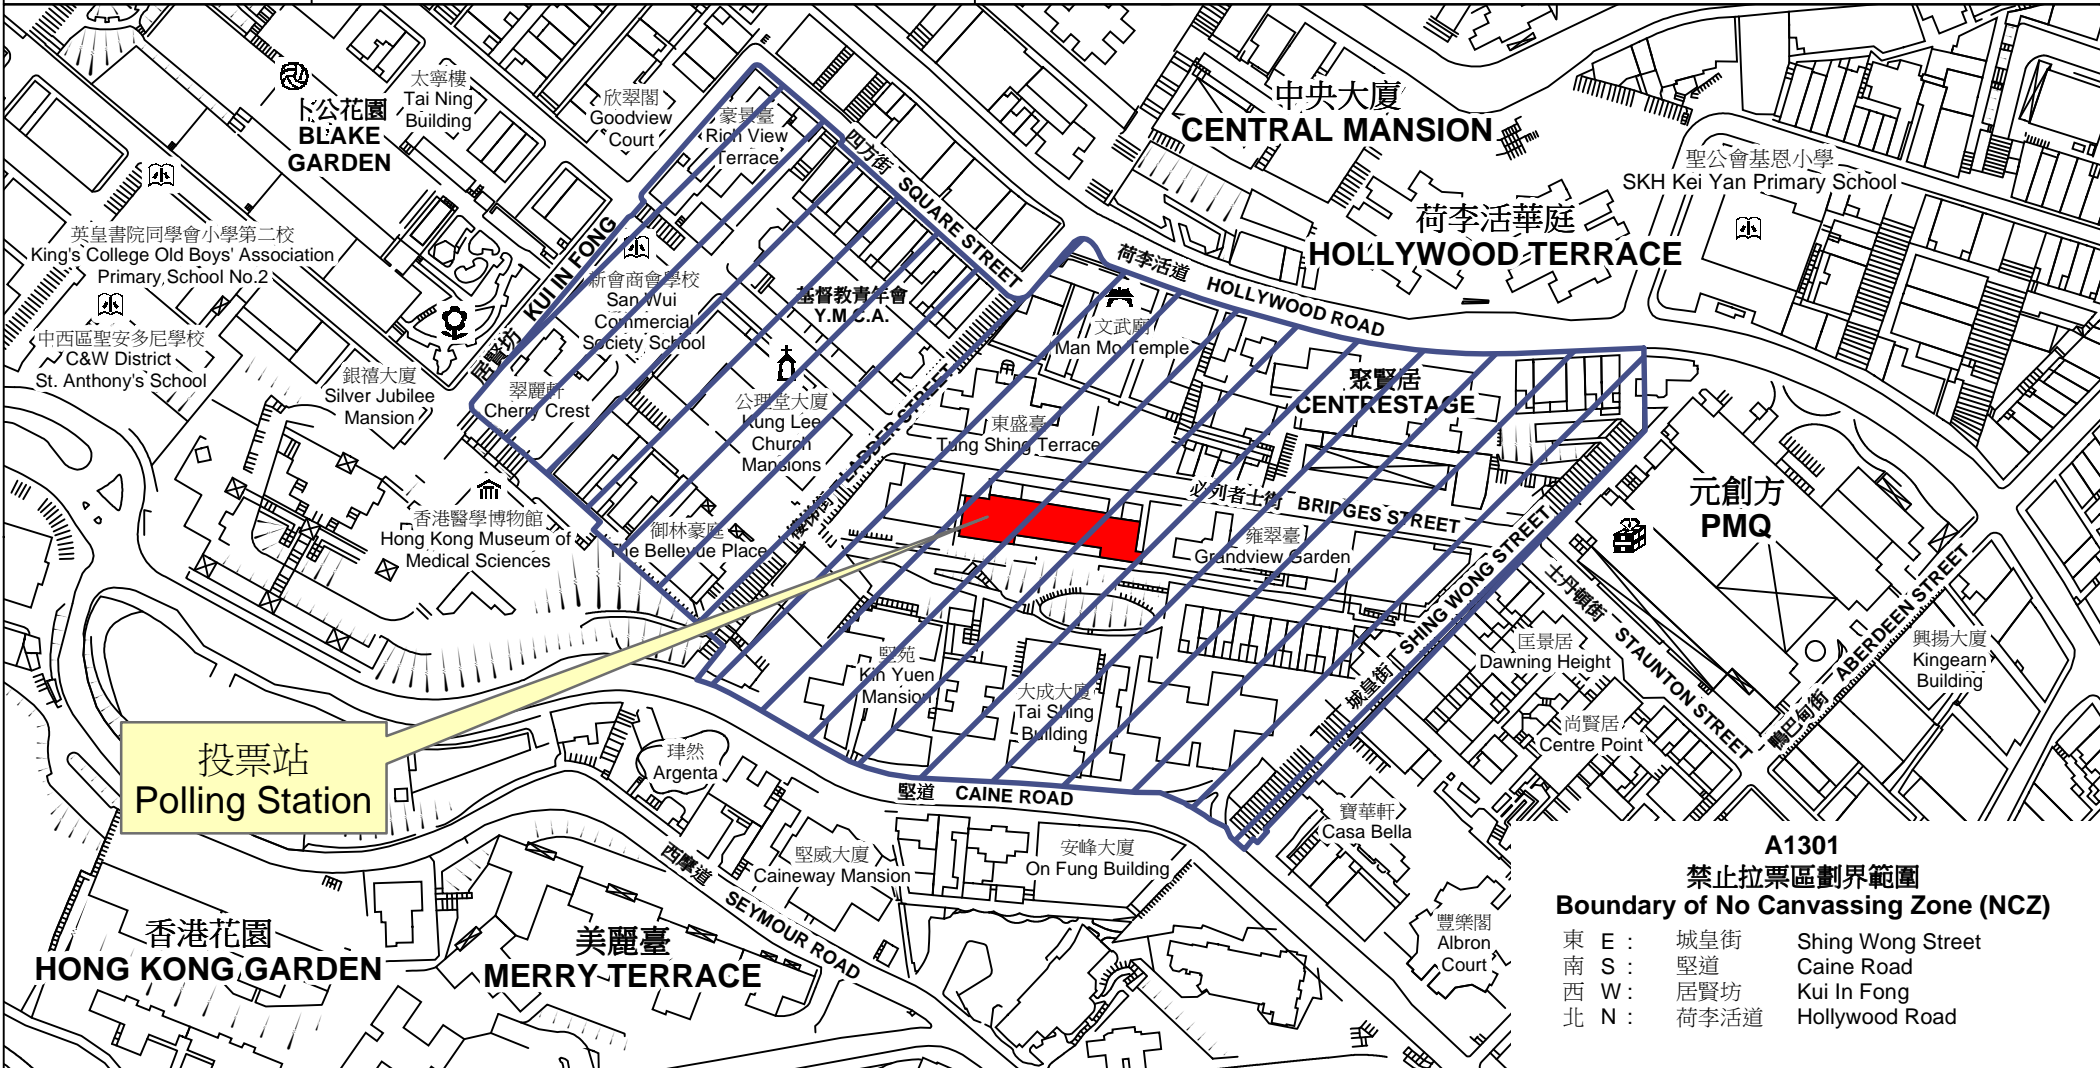 太寧樓
Tai Ning
Building
卜公花園
BLAKE
GARDEN
欣翠閣
Goodview
Court
豪景臺
Rich View
Terrace
四方街 SQUARE STREET
中央大廈
CENTRAL MANSION
聖公會基恩小學
SKH Kei Yan Primary School
荷李活華庭
HOLLYWOOD TERRACE
荷李活道 HOLLYWOOD ROAD
英皇書院同學會小學第二校
King's College Old Boys' Association
Primary School No.2
中西區聖安多尼學校
C&W District
St. Anthony's School
居賢坊 KUI IN FONG
新會商會學校
San Wui
Commercial
Society School
基督教青年會
Y.M.C.A.
文武廟
Man Mo Temple
銀禧大廈
Silver Jubilee
Mansion
翠麗軒
Cherry Crest
公理堂大廈
Kung Lee
Church
Mansions
樓梯街 LADDER STREET
東盛臺
Tung Shing Terrace
聚賢居
CENTRESTAGE
必列者士街 BRIDGES STREET
元創方
PMQ
香港醫學博物館
Hong Kong Museum of
Medical Sciences
御林豪庭
The Bellevue Place
雍翠臺
Grandview Garden
城皇街 SHING WONG STREET
士丹頓街 STAUNTON STREET
鴨巴甸街 ABERDEEN STREET
匡景居
Dawning Height
興揚大廈
Kingearn
Building
堅苑
Kin Yuen
Mansion
大成大廈
Tai Shing
Building
尚賢居
Centre Point
投票站
Polling Station
珒然
Argenta
堅道 CAINE ROAD
寶華軒
Casa Bella
西摩道 SEYMOUR ROAD
堅威大廈
Caineway Mansion
安峰大廈
On Fung Building
豐樂閣
Albron
Court
香港花園
HONG KONG GARDEN
美麗臺
MERRY TERRACE
A1301
禁止拉票區劃界範圍
Boundary of No Canvassing Zone (NCZ)
東 E : 城皇街 Shing Wong Street
南 S : 堅道 Caine Road
西 W : 居賢坊 Kui In Fong
北 N : 荷李活道 Hollywood Road